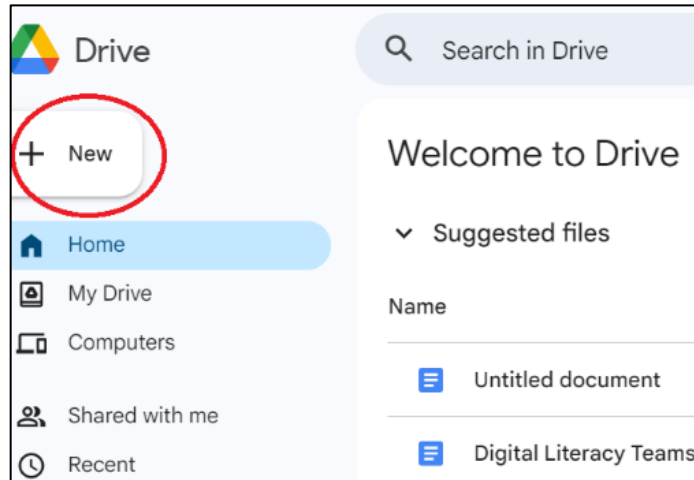 Drive
Search in Drive
New
Welcome to Drive
Suggested files
Home
My Drive
Name
Computers
Untitled document
Shared with me
Digital Literacy Teams
Recent